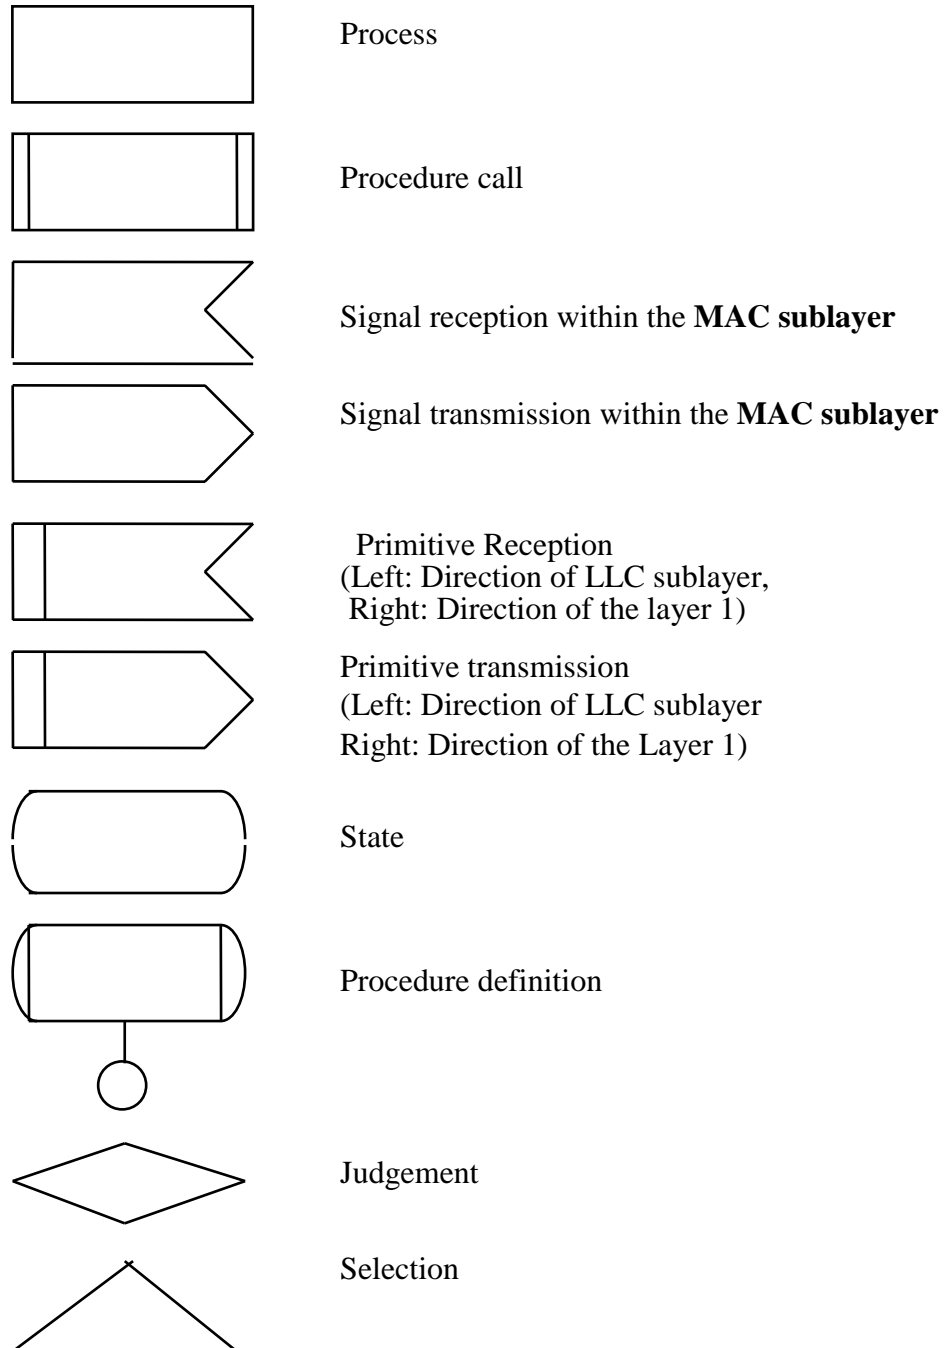 Process
Procedure call
Signal reception within the MAC sublayer
Signal transmission within the MAC sublayer
Primitive Reception
(Left: Direction of LLC sublayer,
Right: Direction of the layer 1)
Primitive transmission
(Left: Direction of LLC sublayer
Right: Direction of the Layer 1)
State
Procedure definition
Judgement
Selection